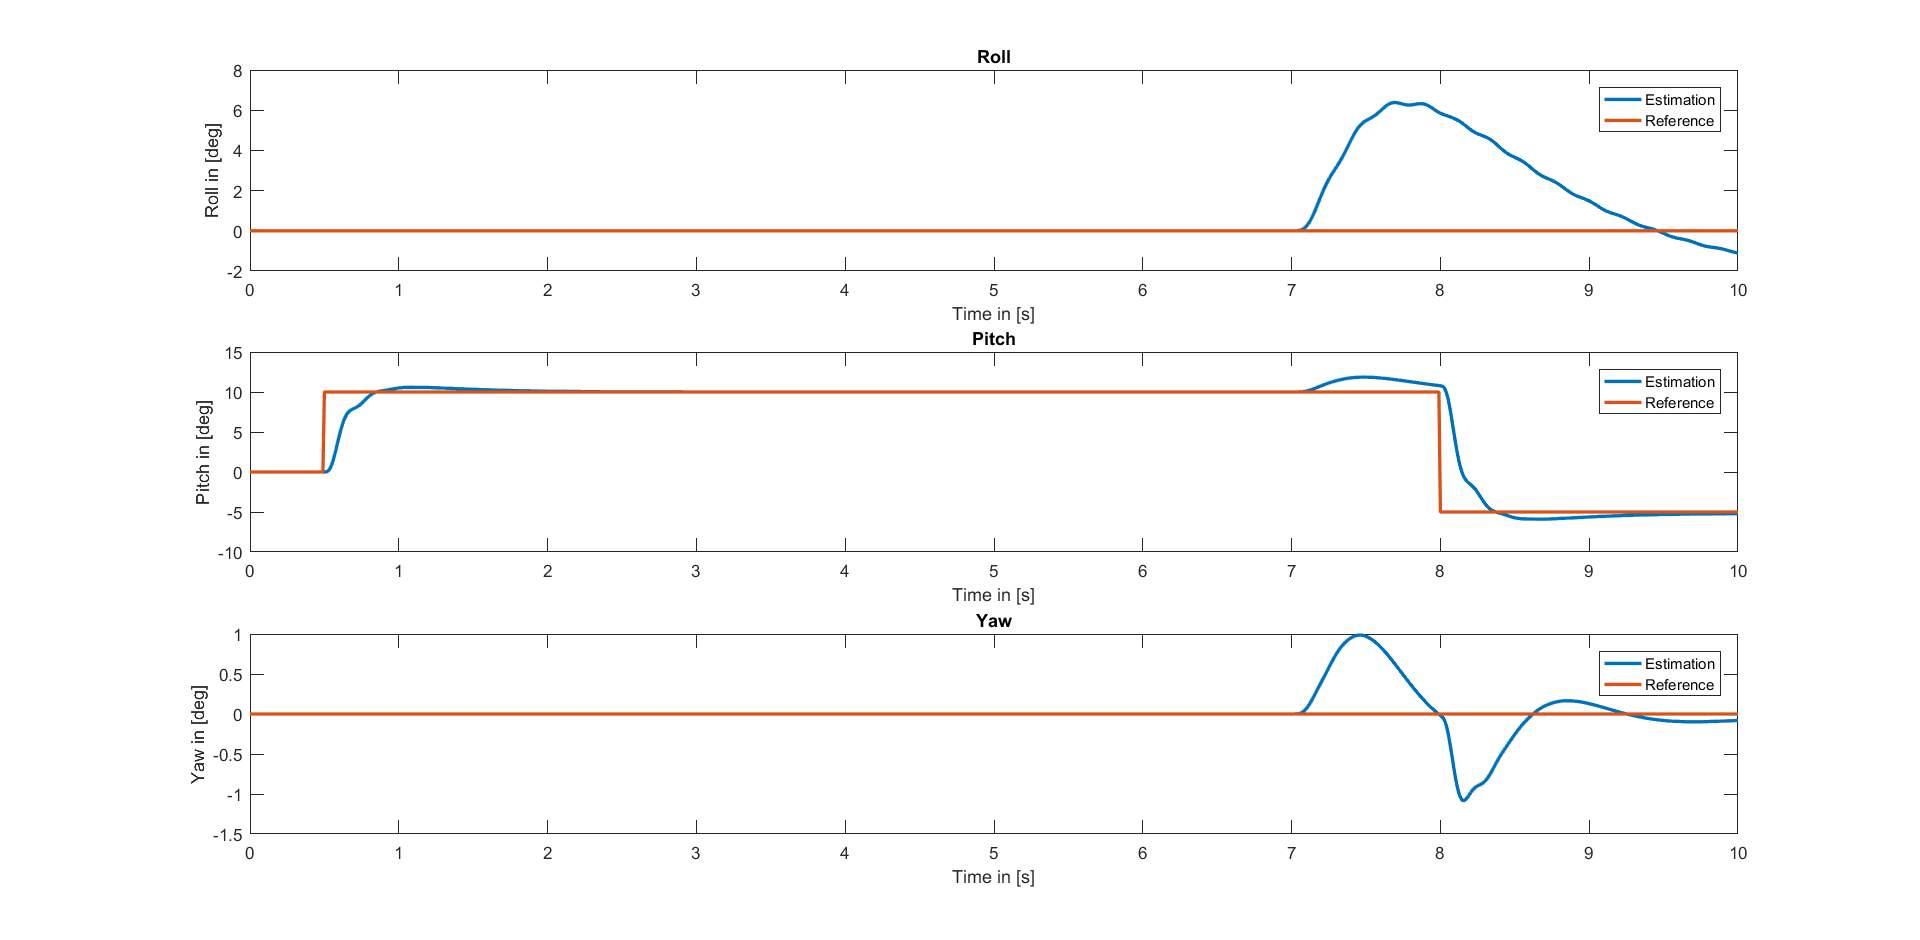 Roll
8
6
4
2
0
-2
Roll in [deg]
Estimation
Reference
0 1 2 3 4 5 6 7 8 9 10
Time in [s]
Pitch
15
10
5
0
-5
-10
Pitch in [deg]
Estimation
Reference
0 1 2 3 4 5 6 7 8 9 10
Time in [s]
Yaw
1
0.5
0
-0.5
-1
-1.5
Yaw in [deg]
Estimation
Reference
0 1 2 3 4 5 6 7 8 9 10
Time in [s]